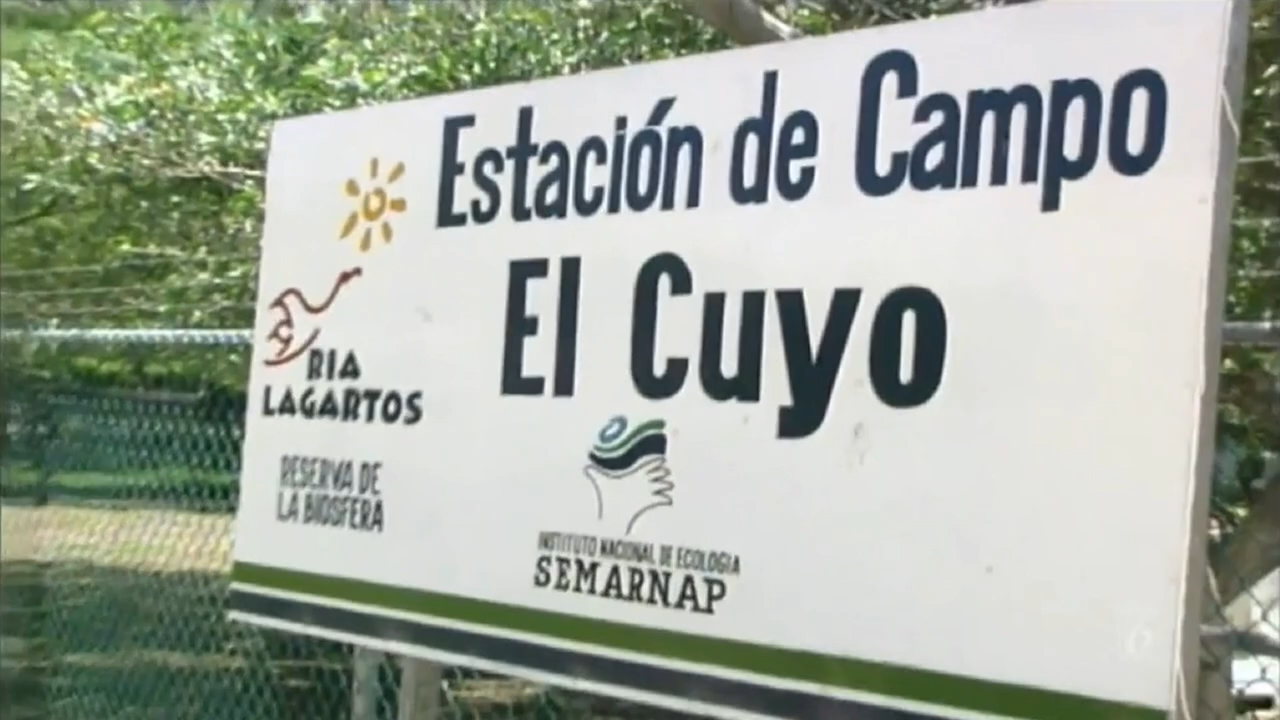 Estación de Campo
El Cuyo
RIA
LAGARTOS
RESERVA DE
LA BIOSFERA
INSTITUTO NACIONAL DE ECOLOGIA
SEMARNAP